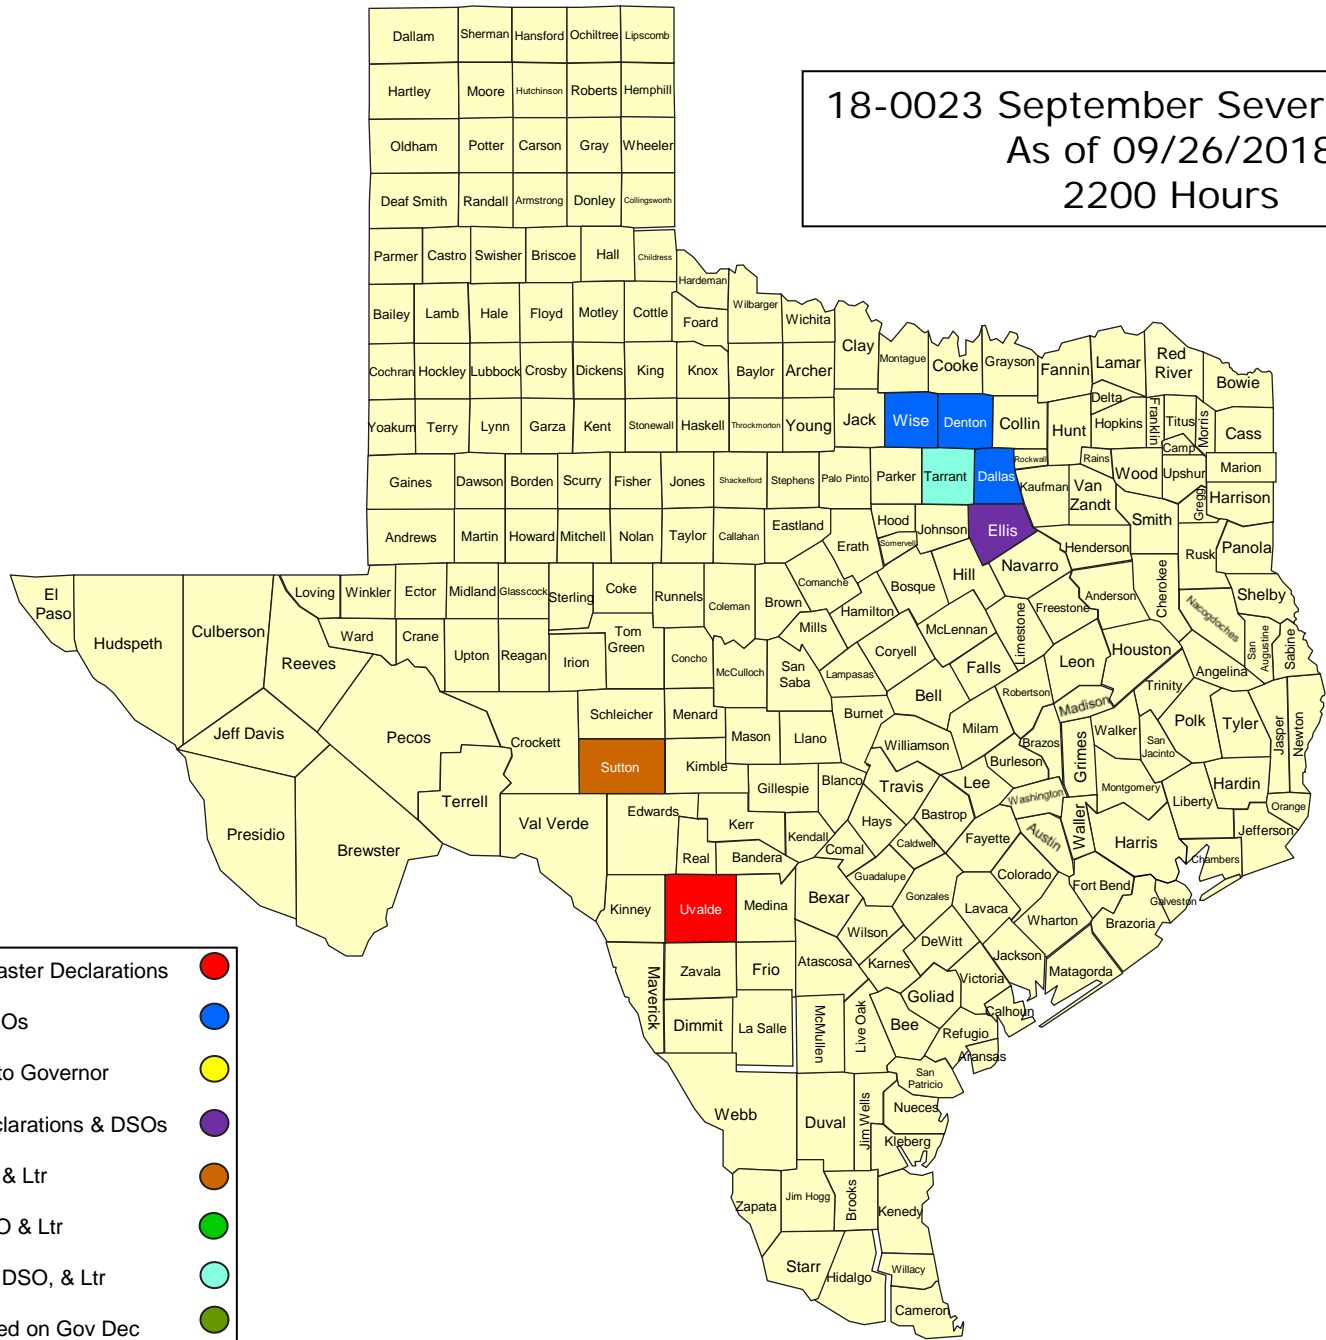 Dallam Sherman Hansford Ochiltree Lipscomb
Hartley Moore Hutchinson Roberts Hemphill
18-0023 September Sever
As of 09/26/2018
2200 Hours
Oldham Potter Carson Gray Wheeler
Deaf Smith Randall Armstrong Donley Collingsworth
Parmer Castro Swisher Briscoe Hall Childress
Hardeman
Bailey Lamb Hale Floyd Motley Cottle Foard Wilbarger Wichita
Clay Montague Cooke Grayson Fannin Lamar Red
River Bowie
Cochran Hockley Lubbock Crosby Dickens King Knox Baylor Archer
Yoakum Terry Lynn Garza Kent Stonewall Haskell Throckmorton Young Jack Wise Denton Collin Hunt Delta Hopkins Franklin Titus Morris Cass
Camp
Gaines Dawson Borden Scurry Fisher Jones Shackelford Stephens Palo Pinto Parker Tarrant Dallas Rockwall Kaufman Rains Van
Zandt Wood Upshur Marion
Gregg Harrison
Andrews Martin Howard Mitchell Nolan Taylor Callahan Eastland Erath Hood Somervell Johnson Ellis Henderson Smith Rusk Panola
El
Paso Hudspeth Culberson Loving Winkler Ector Midland Glasscock Sterling Coke Runnels Coleman Brown Comanche Hamilton Bosque Hill Navarro Freestone Anderson Cherokee Nacogdoches Shelby
Reeves Ward Crane Upton Reagan Irion Tom
Green Concho McCulloch San
Saba Mills Lampasas Coryell McLennan Limestone Falls Leon Houston Angelina San
Augustine Sabine
Jeff Davis Pecos Crockett Schleicher Menard Mason Llano Burnet Bell Milam Robertson Madison Trinity Polk Tyler Jasper Newton
Brazos Grimes Walker San
Jacinto
Sutton Kimble Gillespie Blanco Williamson Travis Lee Burleson Washington Montgomery Liberty Hardin Orange
Presidio Brewster Terrell Val Verde Edwards Kerr Kendall Hays Comal Caldwell Bastrop Fayette Austin Waller Harris Jefferson Chambers
Real Bandera Guadalupe Gonzales Colorado Fort Bend Galveston
Kinney Uvalde Medina Bexar Wilson Lavaca Wharton Brazoria
Maverick Zavala Frio Atascosa Karnes DeWitt Jackson Matagorda
Dimmit La Salle McMullen Live Oak Bee Goliad Victoria Calhoun
Refugio Aransas
San
Patricio
Webb Duval Jim Wells Nueces
Kleberg
Zapata Jim Hogg Brooks Kenedy
Starr Hidalgo Willacy
Cameron
aster Declarations
Os
to Governor
clarations & DSOs
& Ltr
O & Ltr
DSO, & Ltr
ed on Gov Dec